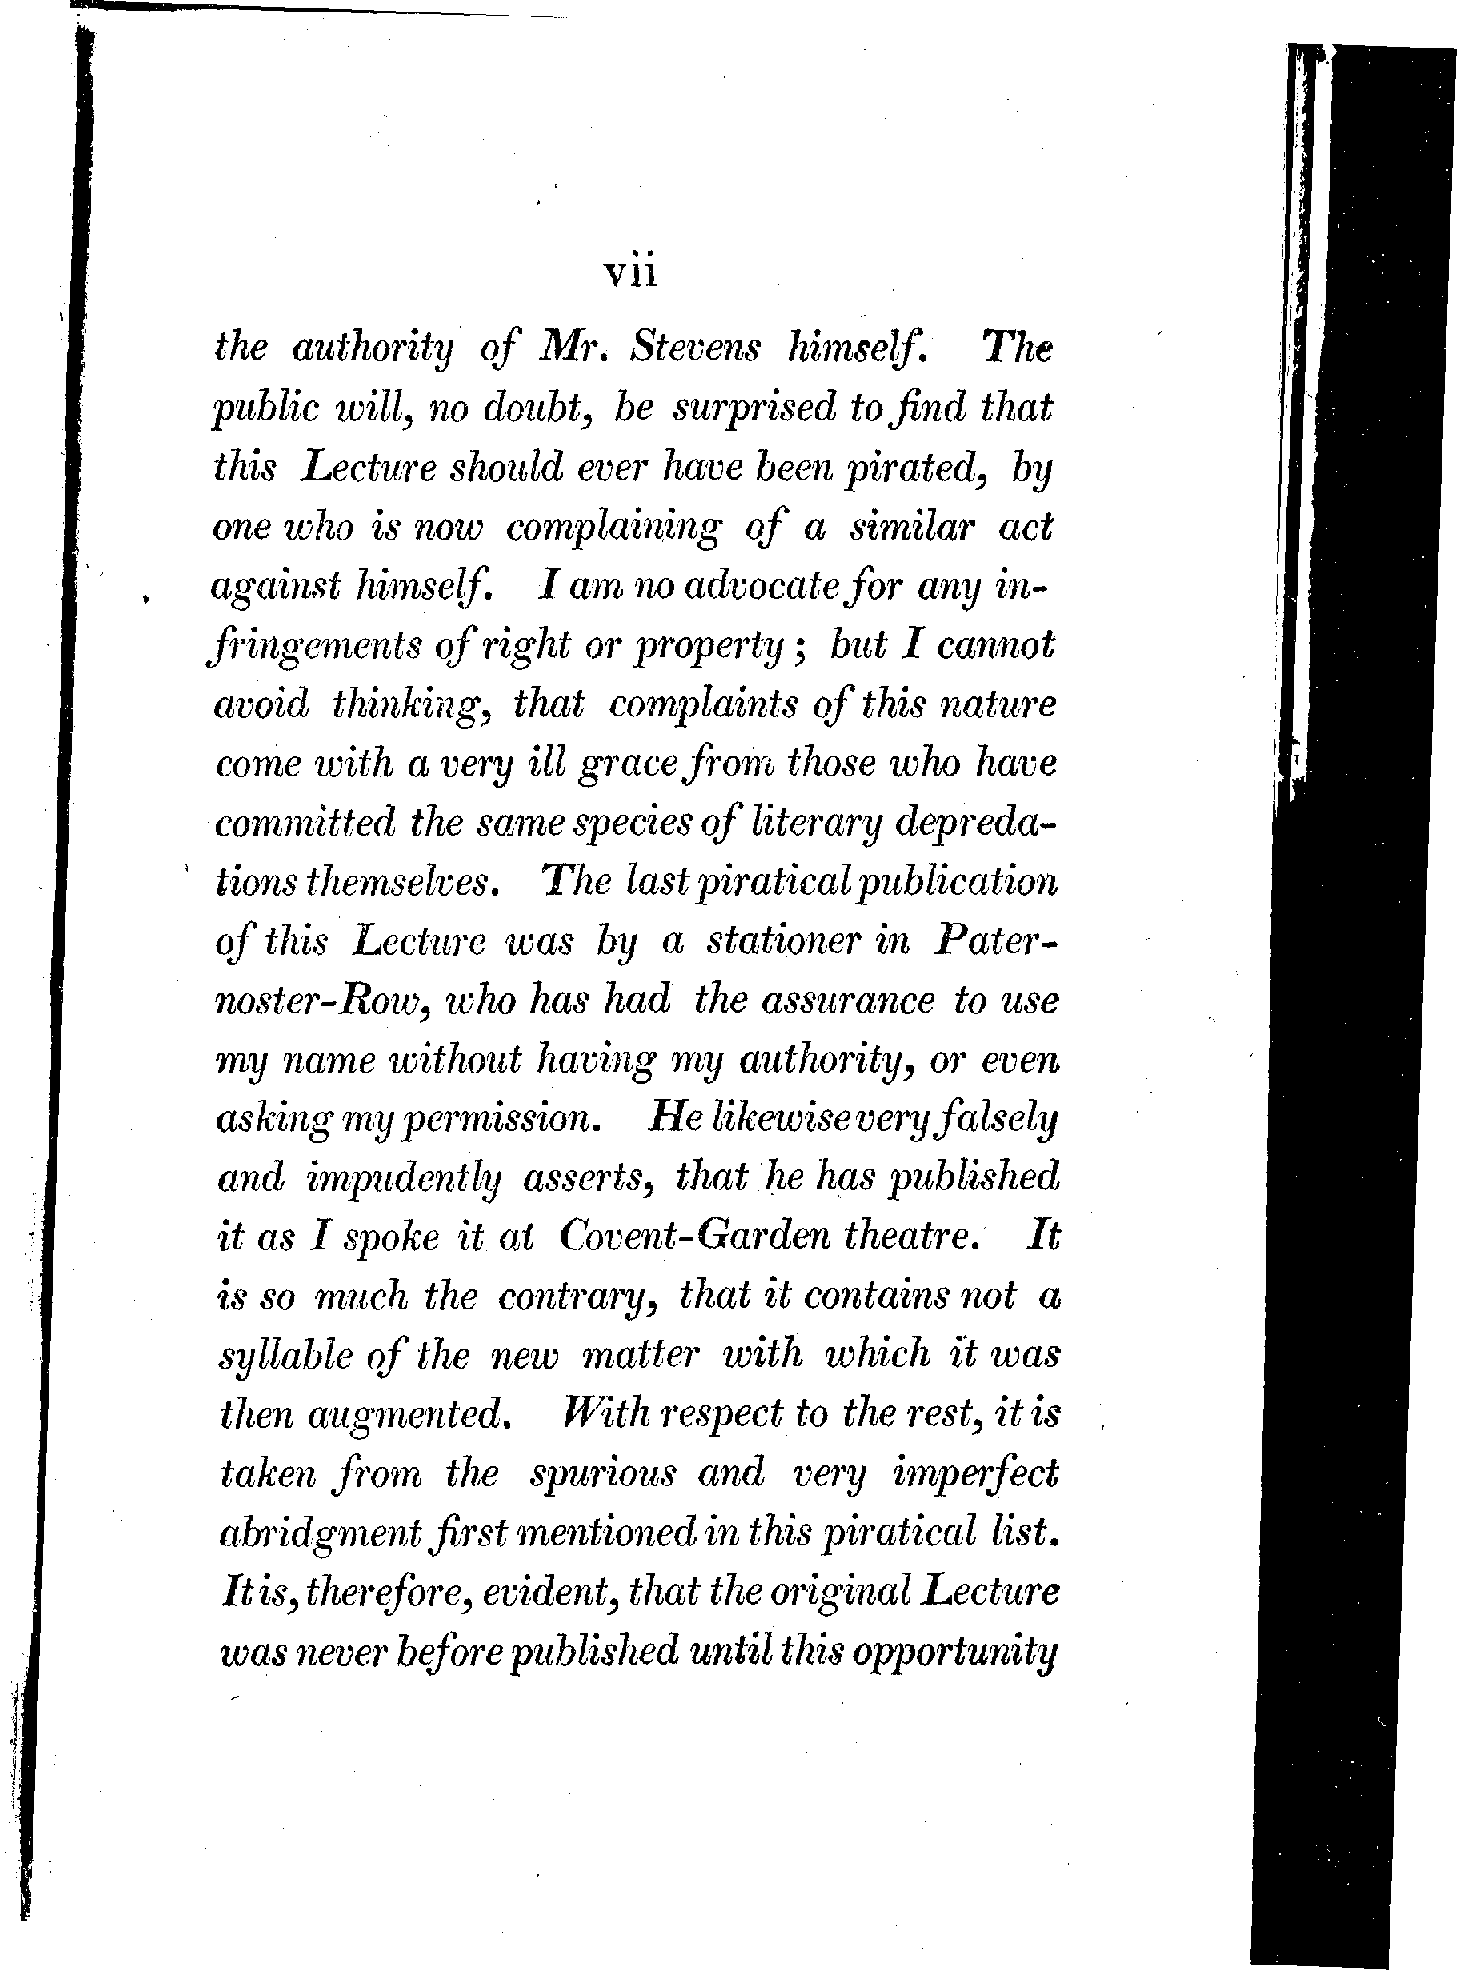 vii
the authority of Mr. Stevens himself. The
public will, no doubt, be surprised to find that
this Lecture should ever have been pirated, by
one who is now complaining of a similar act
against himself. I am no advocate for any in-
fringements of right or property; but I cannot
avoid thinking, that complaints of this nature
come with a very ill grace from those who have
committed the same species of literary depreda-
tions themselves. The last piratical publication
of this Lecture was by a stationer in Pater-
noster-Row, who has had the assurance to use
my name without having my authority, or even
asking my permission. He likewise very falsely
and impudently asserts, that he has published
it as I spoke it at Covent-Garden theatre. It
is so much the contrary, that it contains not a
syllable of the new matter with which it was
then augmented. With respect to the rest, it is
taken from the spurious and very imperfect
abridgment first mentioned in this piratical list.
It is, therefore, evident, that the original Lecture
was never before published until this opportunity